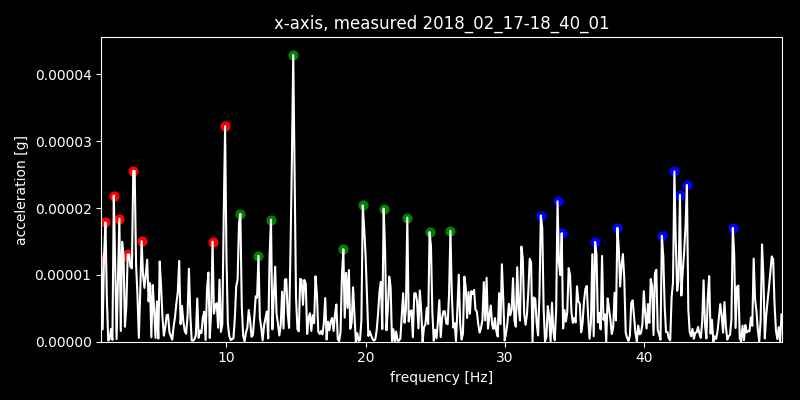 x-axis, measured 2018_02_17-18_40_01
0.00004
0.00003
0.00002
0.00001
0.00000
acceleration [g]
10 20 30 40
frequency [Hz]